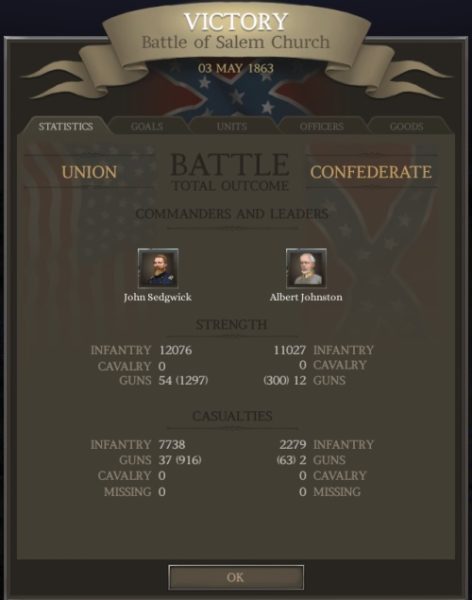 VICTORY
Battle of Salem Church
03 MAY 1863
STATISTICS GOALS UNITS OFFICERS GOODS
UNION BATTLE CONFEDERATE
TOTAL OUTCOME
COMMANDERS AND LEADERS
John Sedgwick Albert Johnston
STRENGTH
INFANTRY 12076 11027 INFANTRY
CAVALRY 0 0 CAVALRY
GUNS 54 (1297) (300) 12 GUNS
CASUALTIES
INFANTRY 7738 2279 INFANTRY
GUNS 37 (916) (63) 2 GUNS
CAVALRY 0 0 CAVALRY
MISSING 0 0 MISSING
OK